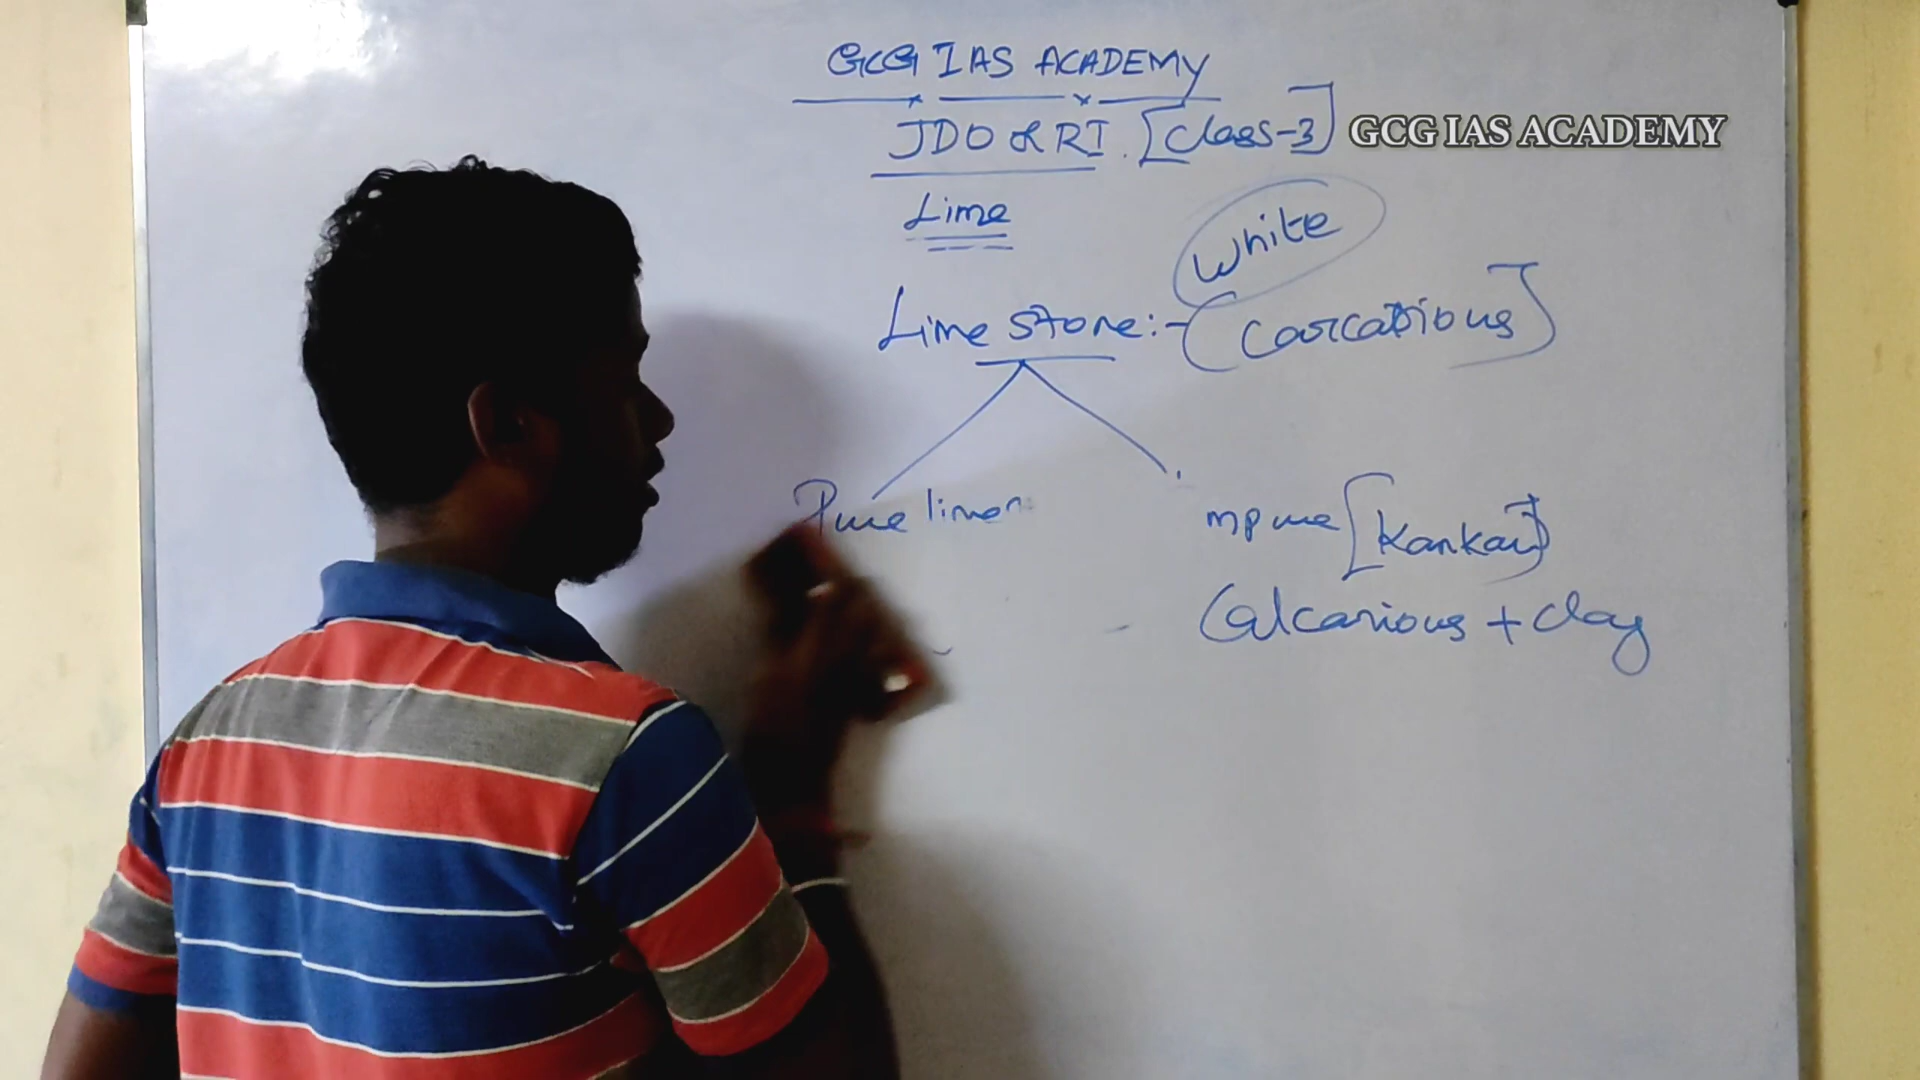 GCG IAS ACADEMY
JDO & RI [Class-3]
GCG IAS ACADEMY
Lime
White
Lime stone:- (Carcatious]
Pure limen
mpure [Kankar]
Calcarious + clay